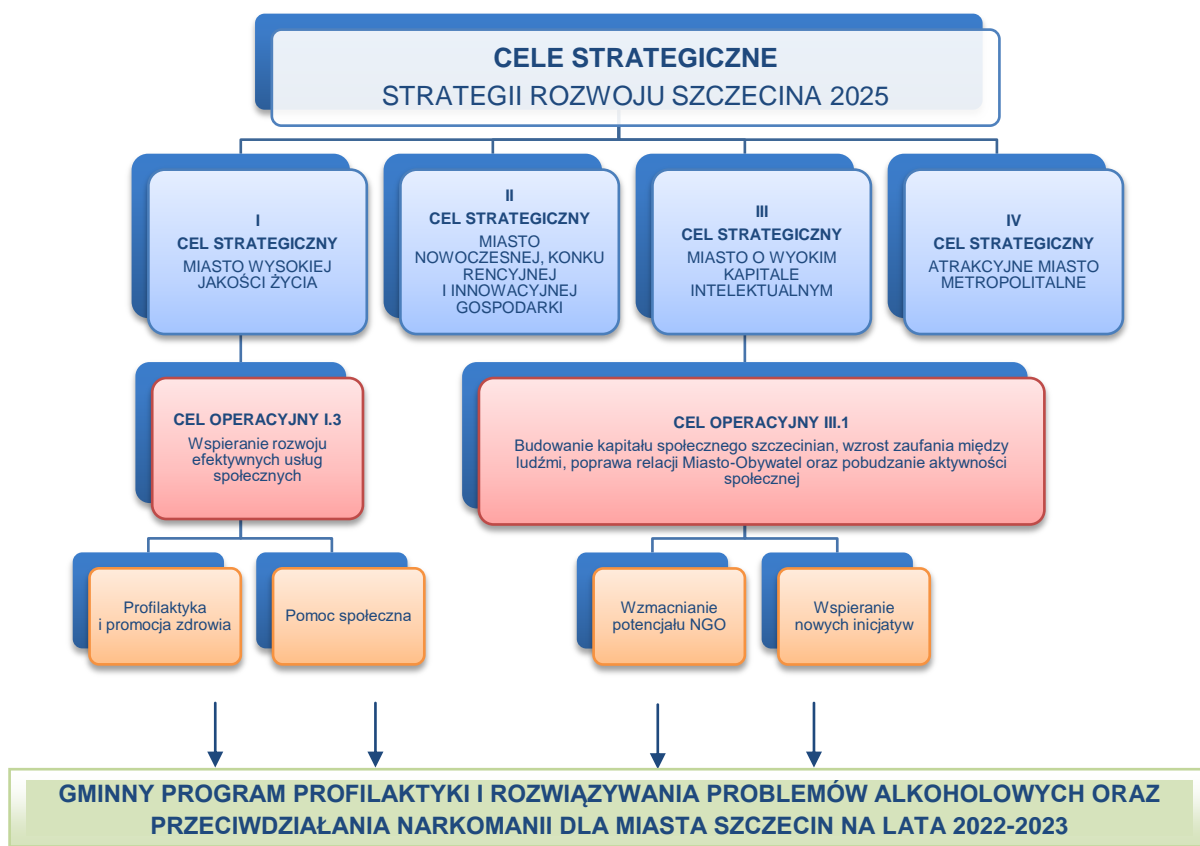 CELE STRATEGICZNE
STRATEGII ROZWOJU SZCZECINA 2025
I
CEL STRATEGICZNY
MIASTO WYSOKIEJ
JAKOŚCI ŻYCIA
II
CEL STRATEGICZNY
MIASTO
NOWOCZESNEJ, KONKU
RENCYJNEJ
I INNOWACYJNEJ
GOSPODARKI
III
CEL STRATEGICZNY
MIASTO O WYOKIM
KAPITALE
INTELEKTUALNYM
IV
CEL STRATEGICZNY
ATRAKCYJNE MIASTO
METROPOLITALNE
CEL OPERACYJNY I.3
Wspieranie rozwoju
efektywnych usług
społecznych
CEL OPERACYJNY III.1
Budowanie kapitału społecznego szczecinian, wzrost zaufania między
ludźmi, poprawa relacji Miasto-Obywatel oraz pobudzanie aktywności
społecznej
Profilaktyka
i promocja zdrowia
Pomoc społeczna
Wzmacnianie
potencjału NGO
Wspieranie
nowych inicjatyw
GMINNY PROGRAM PROFILAKTYKI I ROZWIĄZYWANIA PROBLEMÓW ALKOHOLOWYCH ORAZ
PRZECIWDZIAŁANIA NARKOMANII DLA MIASTA SZCZECIN NA LATA 2022-2023